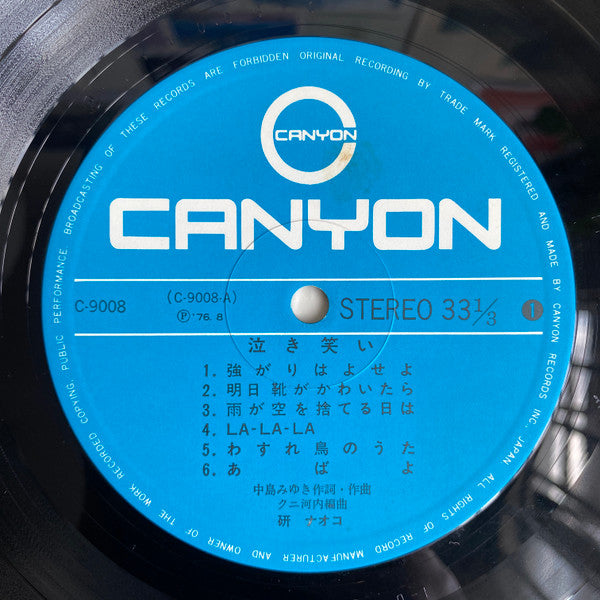 CANYON
CANYON
C-9008 (C-9008-A) STEREO 33 1/3 1
Ⓟ '76. 8
泣き笑い
1. 強がりはよせよ
2. 明日靴がかわいたら
3. 雨が空を捨てる日は
4. LA-LA-LA
5. わすれ鳥のうた
6. あばよ
中島みゆき作詞・作曲
クニ河内編曲
研 ナオコ
ALL RIGHTS OF RECORD MANUFACTURER AND OWNER OF THE WORK RECORDED COPYING, PUBLIC PERFORMANCE, BROADCASTING OF THESE RECORDS ARE FORBIDDEN ORIGINAL RECORDING BY TRADE MARK REGISTERED AND MADE BY CANYON RECORDS INC. JAPAN